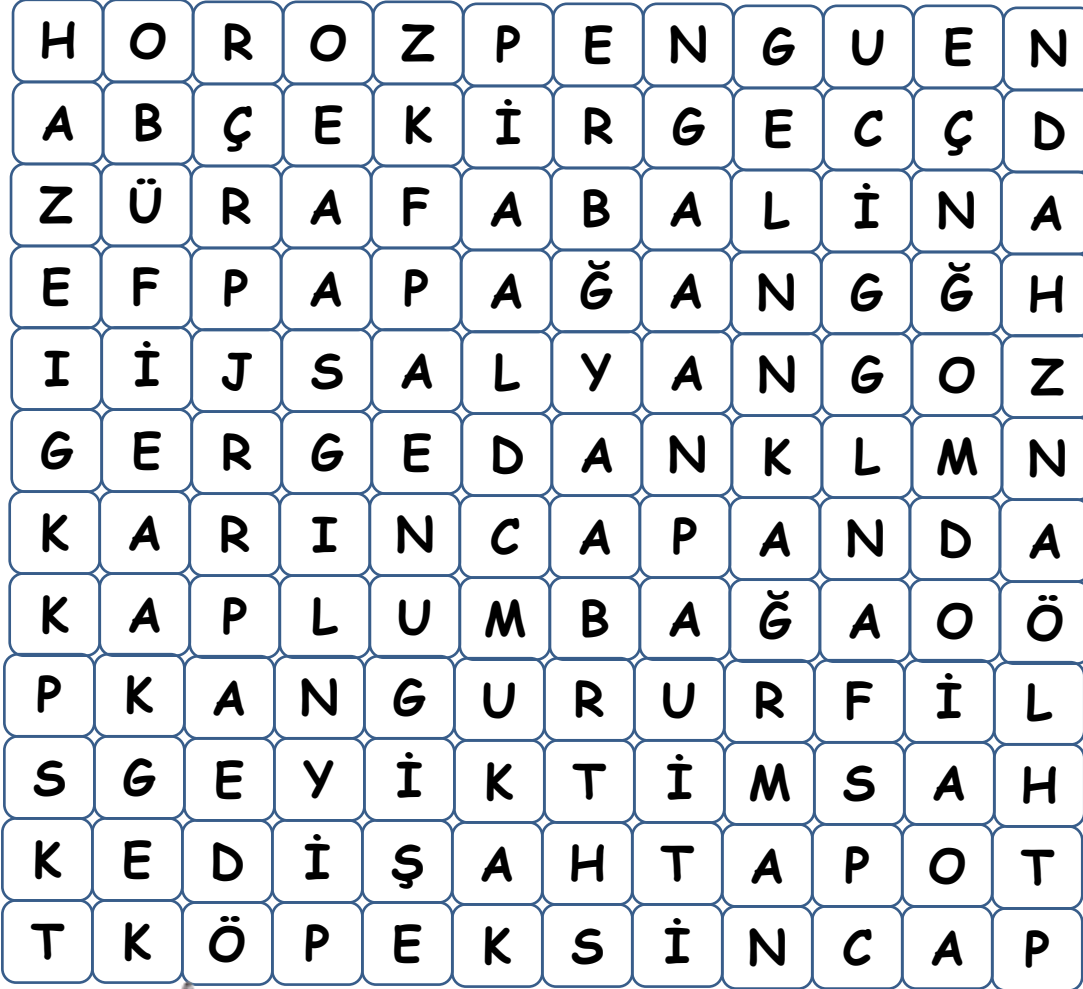 H O R O Z P E N G U E N
A B Ç E K İ R G E C Ç D
Z Ü R A F A B A L İ N A
E F P A P A Ğ A N G Ğ H
I İ J S A L Y A N G O Z
G E R G E D A N K L M N
K A R I N C A P A N D A
K A P L U M B A Ğ A O Ö
P K A N G U R U R F İ L
S G E Y İ K T İ M S A H
K E D İ Ş A H T A P O T
T K Ö P E K S İ N C A P